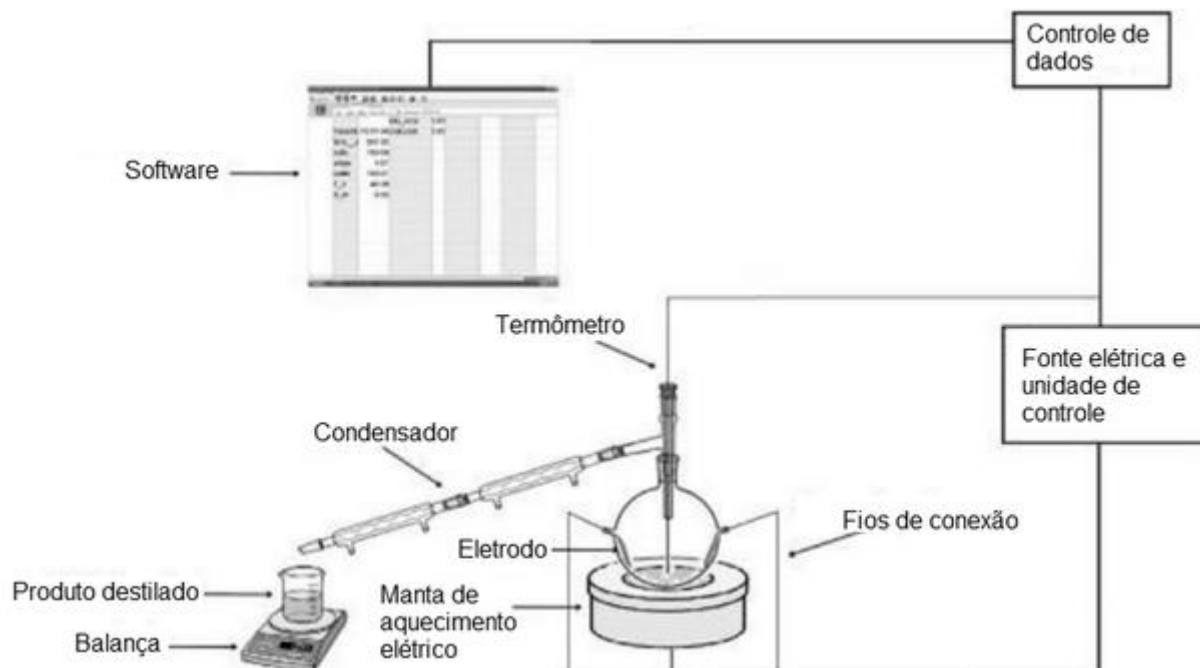 Controle de
dados
Software
Termômetro
Fonte elétrica e
unidade de
controle
Condensador
Fios de conexão
Eletrodo
Produto destilado
Manta de
aquecimento
elétrico
Balança